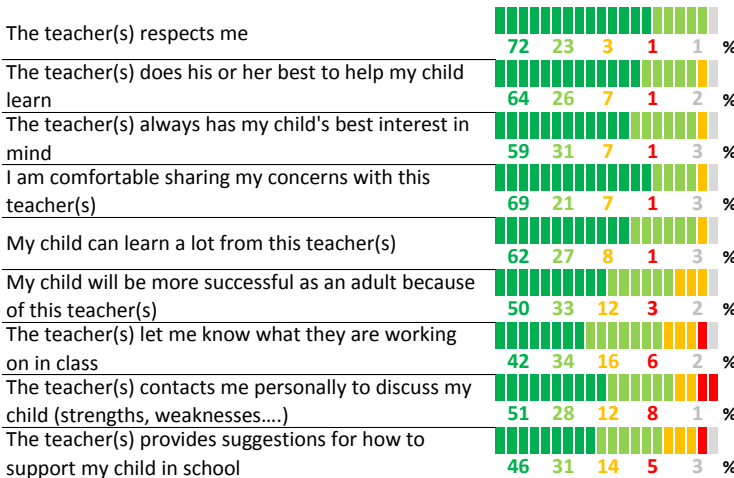 The teacher(s) respects me
72 23 3 1 1 %
The teacher(s) does his or her best to help my child
learn
64 26 7 1 2 %
The teacher(s) always has my child's best interest in
mind
59 31 7 1 3 %
I am comfortable sharing my concerns with this
teacher(s)
69 21 7 1 3 %
My child can learn a lot from this teacher(s)
62 27 8 1 3 %
My child will be more successful as an adult because
of this teacher(s)
50 33 12 3 2 %
The teacher(s) let me know what they are working
on in class
42 34 16 6 2 %
The teacher(s) contacts me personally to discuss my
child (strengths, weaknesses....)
51 28 12 8 1 %
The teacher(s) provides suggestions for how to
support my child in school
46 31 14 5 3 %